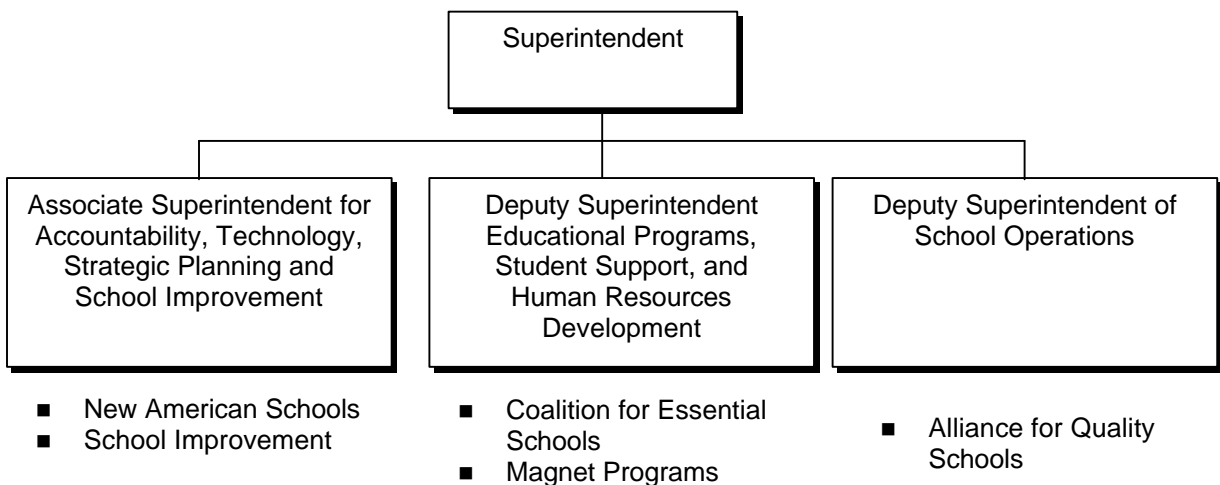 Superintendent
Associate Superintendent for
Accountability, Technology,
Strategic Planning and
School Improvement
Deputy Superintendent
Educational Programs,
Student Support, and
Human Resources
Development
Deputy Superintendent of
School Operations
■ New American Schools
■ School Improvement
■ Coalition for Essential
Schools
■ Magnet Programs
■ Alliance for Quality
Schools